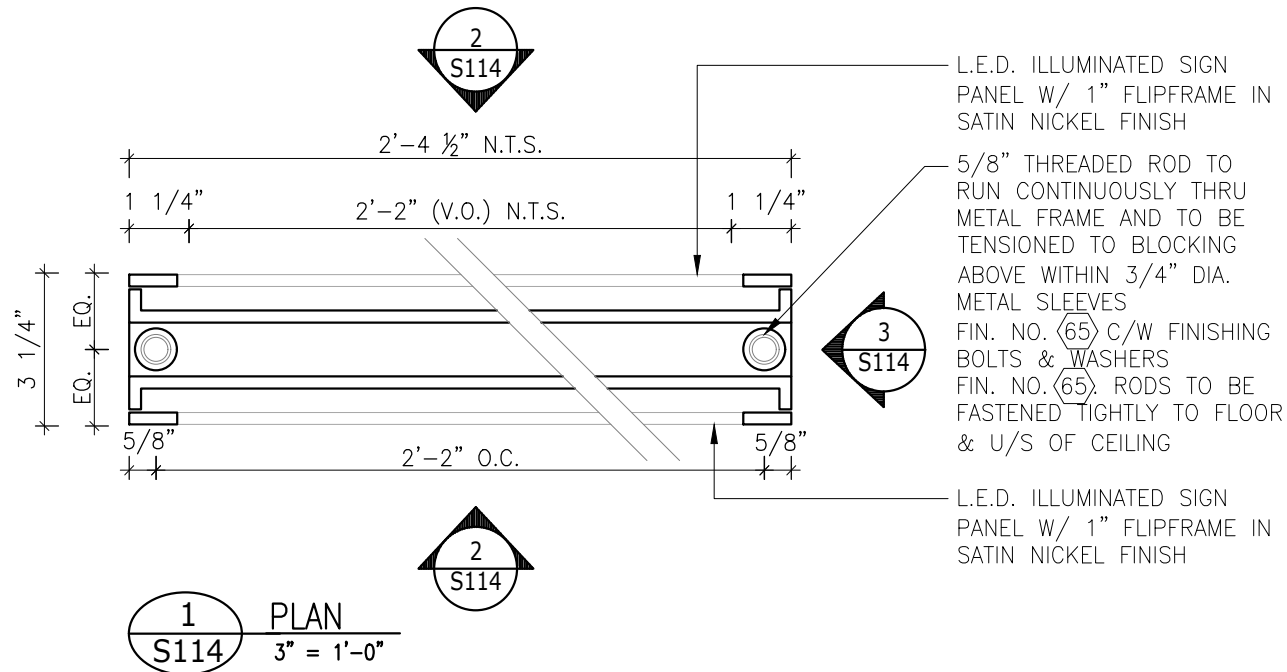 2
S114
L.E.D. ILLUMINATED SIGN
PANEL W/ 1" FLIPFRAME IN
SATIN NICKEL FINISH
2'-4 ½" N.T.S.
1 1/4"
2'-2" (V.O.) N.T.S.
1 1/4"
5/8" THREADED ROD TO
RUN CONTINUOUSLY THRU
METAL FRAME AND TO BE
TENSIONED TO BLOCKING
ABOVE WITHIN 3/4" DIA.
METAL SLEEVES
FIN. NO. 65 C/W FINISHING
BOLTS & WASHERS
FIN. NO. 65. RODS TO BE
FASTENED TIGHTLY TO FLOOR
& U/S OF CEILING
3 1/4"
EQ.
EQ.
3
S114
5/8"
2'-2" O.C.
5/8"
L.E.D. ILLUMINATED SIGN
PANEL W/ 1" FLIPFRAME IN
SATIN NICKEL FINISH
2
S114
1
S114
PLAN
3" = 1'-0"